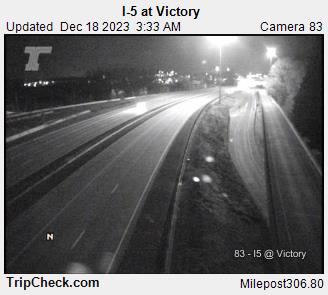 I-5 at Victory
Updated Dec 18 2023 3:33 AM Camera 83
T
N
83 - I5 @ Victory
TripCheck.com Milepost306.80